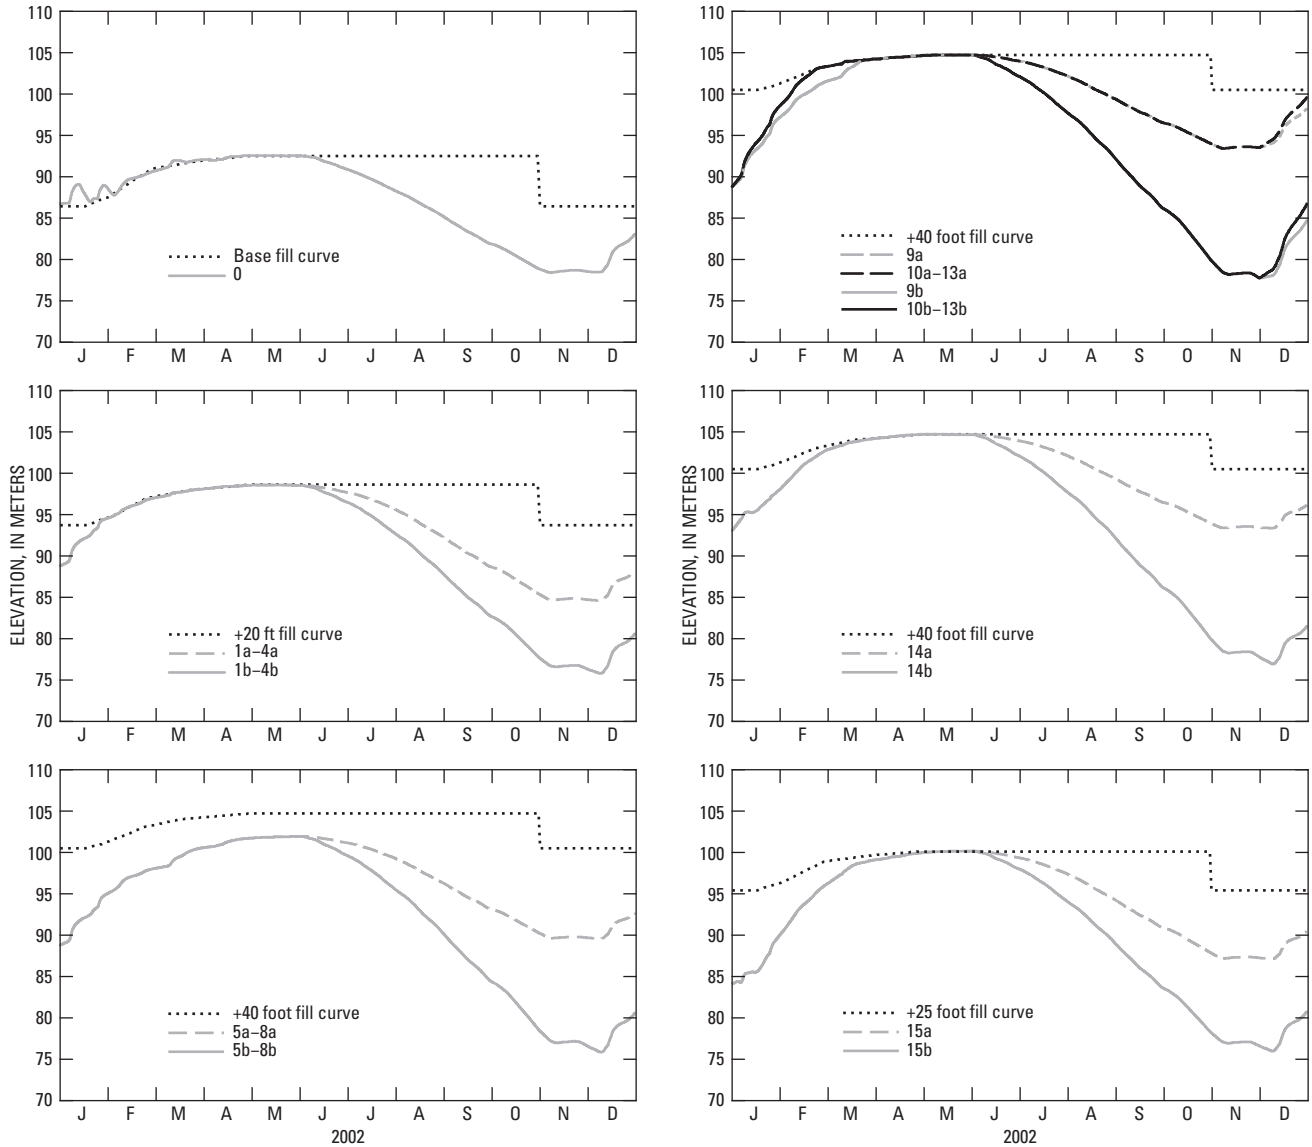 110
105
100
95
90
85
80
75
70
Base fill curve
0
J F M A M J J A S O N D
110
105
100
95
90
85
80
75
70
+40 foot fill curve
9a
10a–13a
9b
10b–13b
J F M A M J J A S O N D
ELEVATION, IN METERS
110
105
100
95
90
85
80
75
70
+20 ft fill curve
1a–4a
1b–4b
J F M A M J J A S O N D
ELEVATION, IN METERS
110
105
100
95
90
85
80
75
70
+40 foot fill curve
14a
14b
J F M A M J J A S O N D
110
105
100
95
90
85
80
75
70
+40 foot fill curve
5a–8a
5b–8b
J F M A M J J A S O N D
2002
110
105
100
95
90
85
80
75
70
+25 foot fill curve
15a
15b
J F M A M J J A S O N D
2002